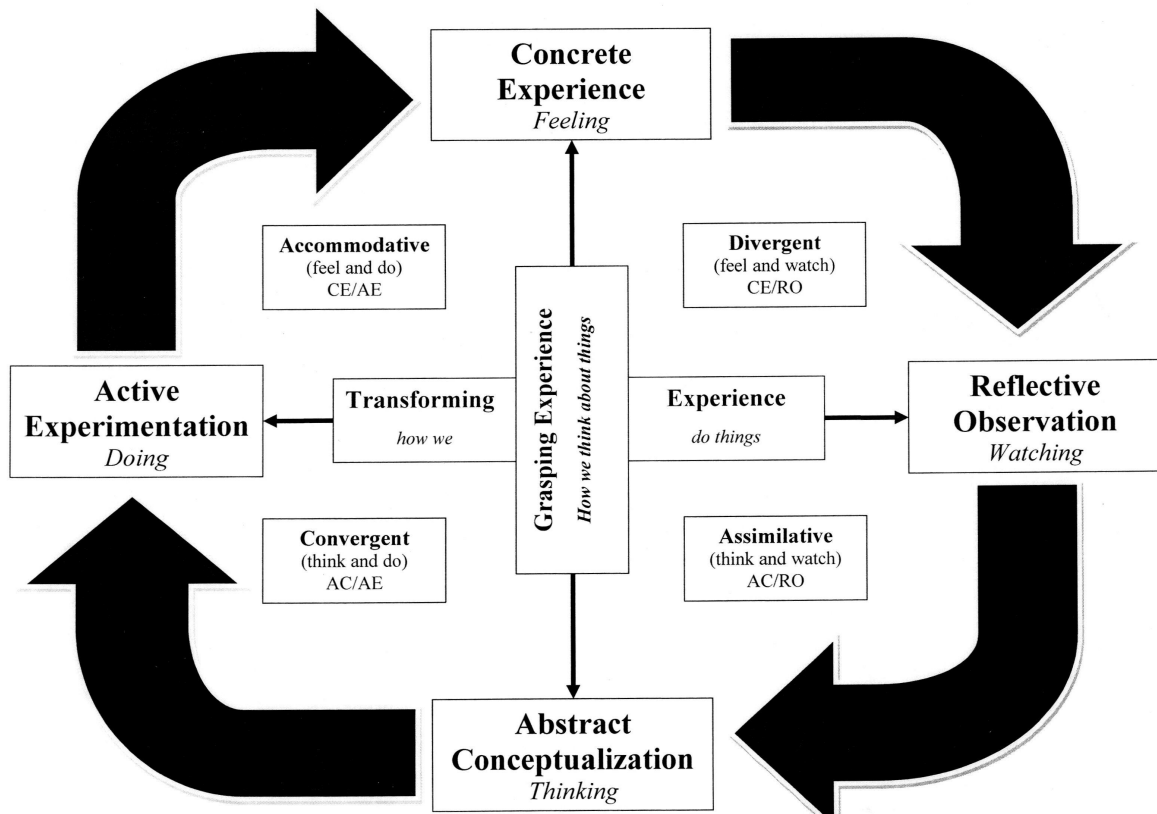 Concrete
Experience
Feeling
Accommodative
(feel and do)
CE/AE
Divergent
(feel and watch)
CE/RO
Active
Experimentation
Doing
Transforming
how we
Grasping Experience
How we think about things
Experience
do things
Reflective
Observation
Watching
Convergent
(think and do)
AC/AE
Assimilative
(think and watch)
AC/RO
Abstract
Conceptualization
Thinking